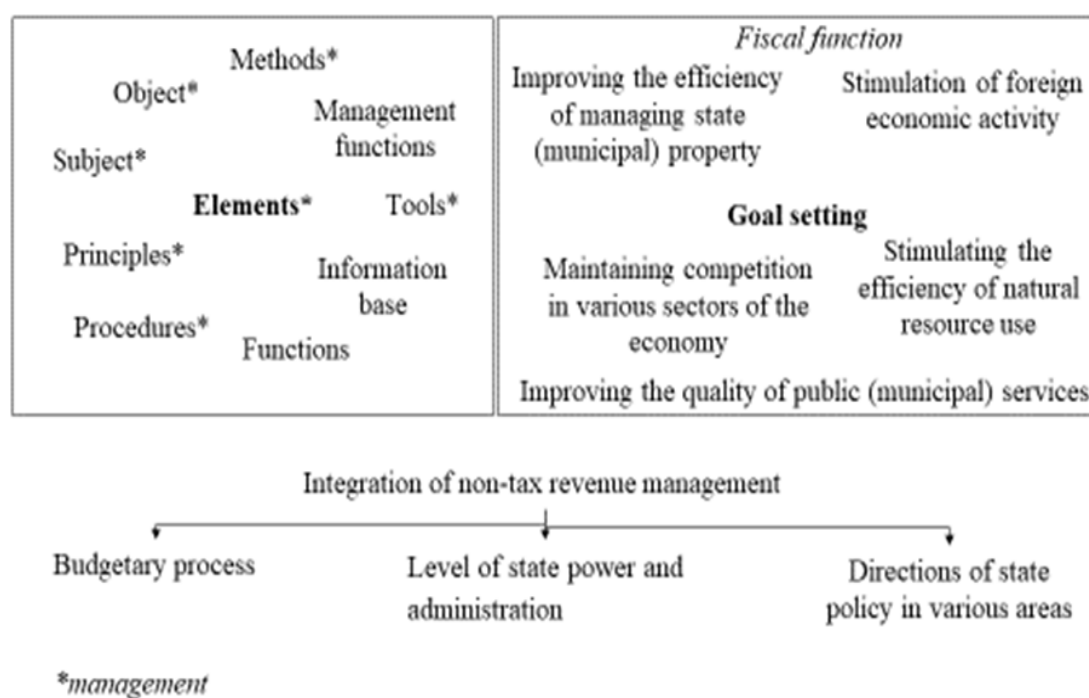 Methods*
Object*
Management
functions
Subject*
Elements*
Tools*
Principles*
Information
base
Procedures*
Functions
Fiscal function
Improving the efficiency
of managing state
(municipal) property
Stimulation of foreign
economic activity
Goal setting
Maintaining competition
in various sectors of the
economy
Stimulating the
efficiency of natural
resource use
Improving the quality of public (municipal) services
Integration of non-tax revenue management
Budgetary process
Level of state power and
administration
Directions of state
policy in various areas
*management